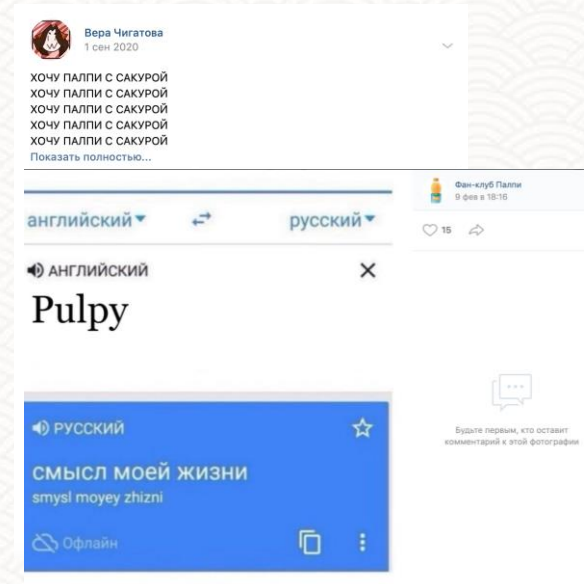 Вера Чигатова
1 сен 2020
ХОЧУ ПАЛПИ С САКУРОЙ
ХОЧУ ПАЛПИ С САКУРОЙ
ХОЧУ ПАЛПИ С САКУРОЙ
ХОЧУ ПАЛПИ С САКУРОЙ
ХОЧУ ПАЛПИ С САКУРОЙ
Показать полностью...
английский
русский
АНГЛИЙСКИЙ
Pulpy
РУССКИЙ
смысл моей жизни
smysl moyey zhizni
Офлайн
Фан-клуб Палпи
9 фев в 18:16
15
Будьте первым, кто оставит
комментарий к этой фотографии